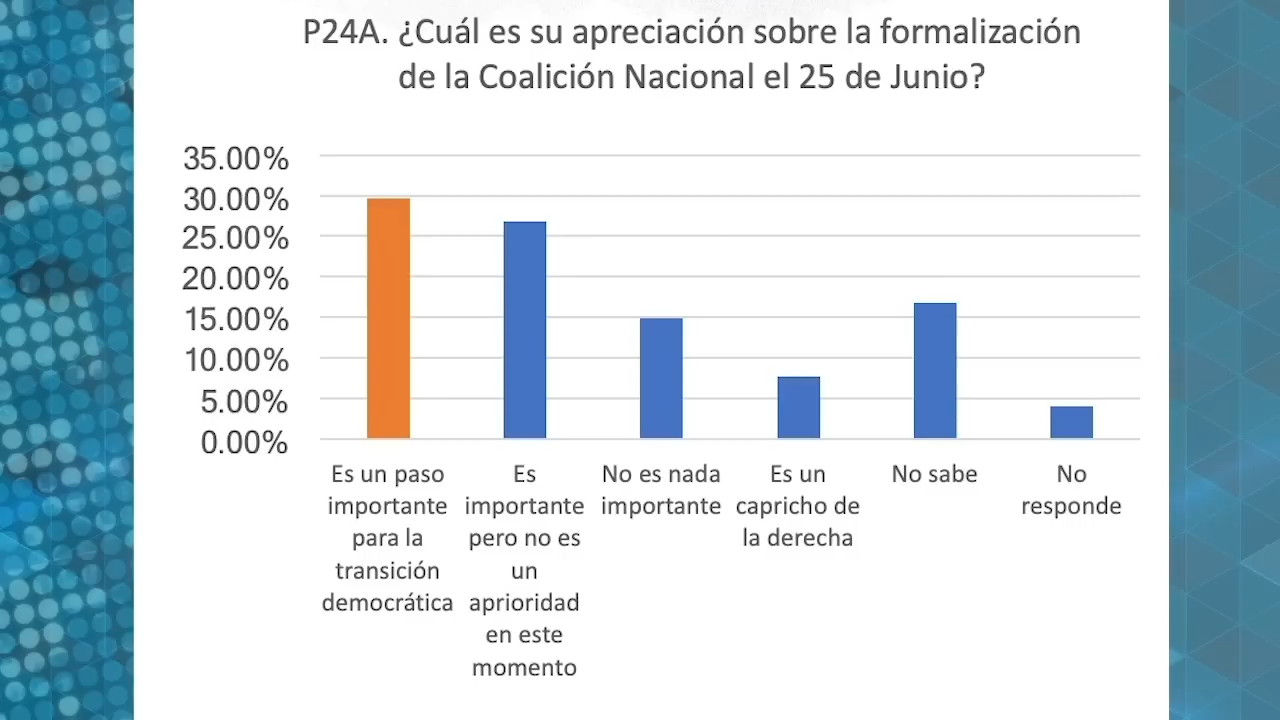 P24A. ¿Cuál es su apreciación sobre la formalización
de la Coalición Nacional el 25 de Junio?
35.00%
30.00%
25.00%
20.00%
15.00%
10.00%
5.00%
0.00%
Es un paso
importante
para la
transición
democrática
Es
importante
pero no es
un
aprioridad
en este
momento
No es nada
importante
Es un
capricho de
la derecha
No sabe
No
responde